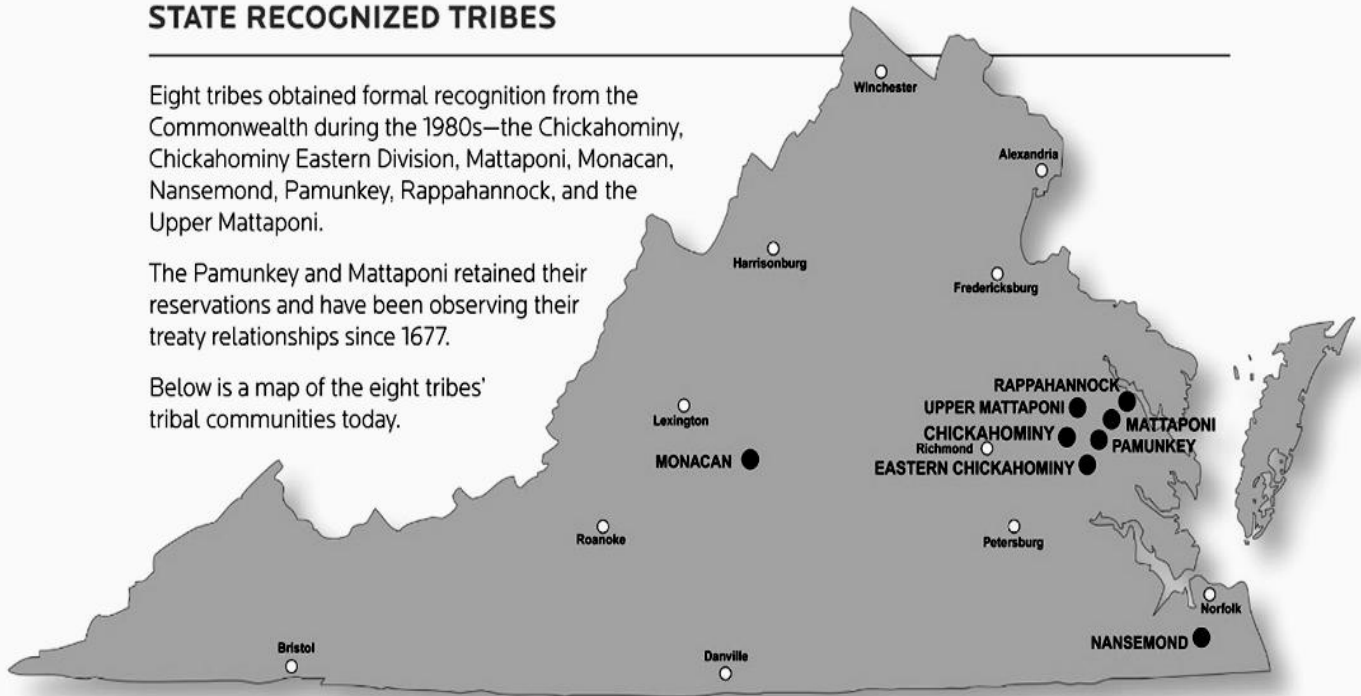 STATE RECOGNIZED TRIBES
Eight tribes obtained formal recognition from the
Commonwealth during the 1980s—the Chickahominy,
Chickahominy Eastern Division, Mattaponi, Monacan,
Nansemond, Pamunkey, Rappahannock, and the
Upper Mattaponi.
The Pamunkey and Mattaponi retained their
reservations and have been observing their
treaty relationships since 1677.
Below is a map of the eight tribes'
tribal communities today.
Winchester
Alexandria
Harrisonburg
Fredericksburg
RAPPAHANNOCK
UPPER MATTAPONI
Lexington
MATTAPONI
CHICKAHOMINY
PAMUNKEY
Richmond
MONACAN
EASTERN CHICKAHOMINY
Roanoke
Petersburg
Norfolk
NANSEMOND
Bristol
Danville